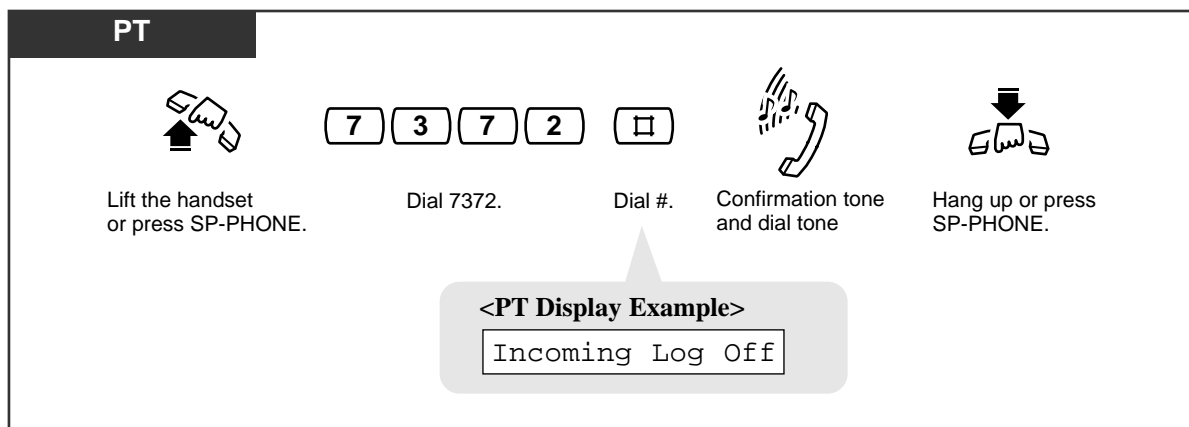 PT
7 3 7 2 #
Lift the handset
or press SP-PHONE.
Dial 7372.
Dial #.
Confirmation tone
and dial tone
Hang up or press
SP-PHONE.
<PT Display Example>
Incoming Log Off